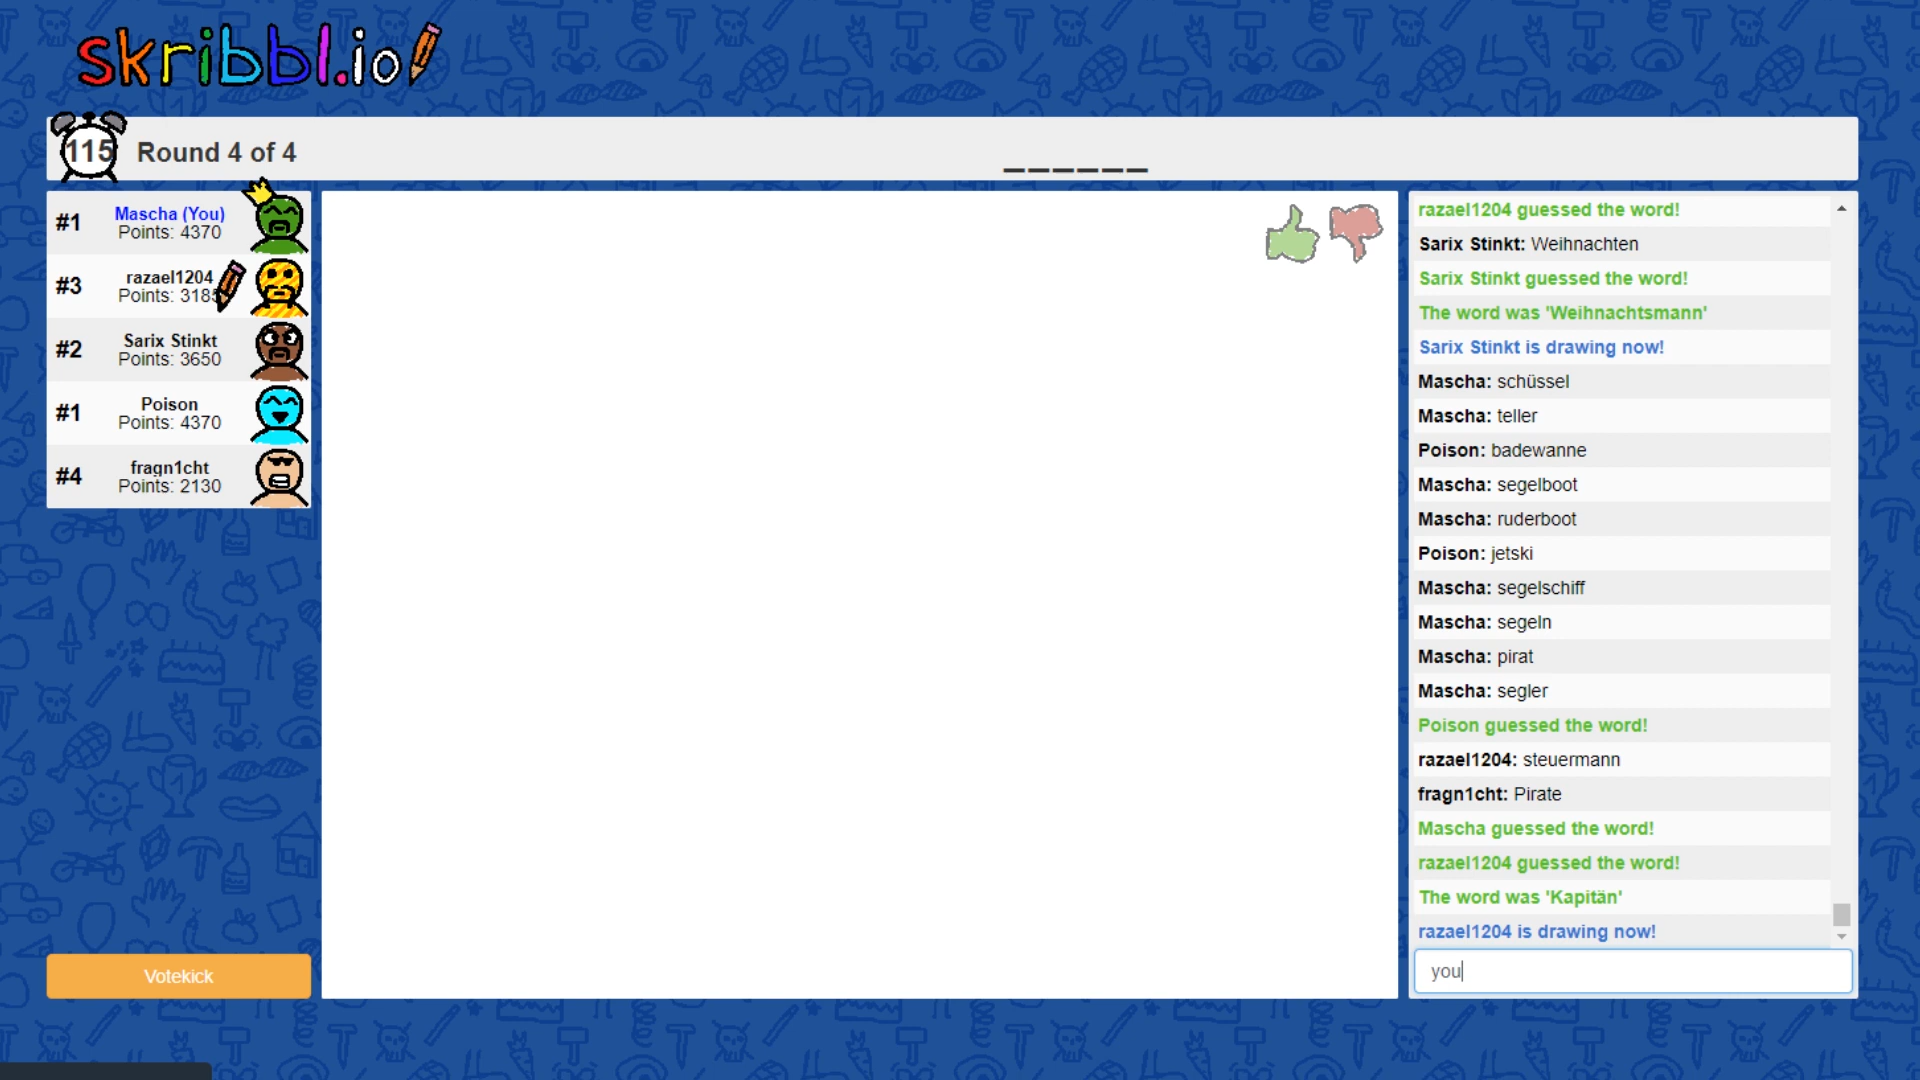 skribbl.io
115
Round 4 of 4
______
#1
Mascha (You)
Points: 4370
#3
razael1204
Points: 3185
#2
Sarix Stinkt
Points: 3650
#1
Poison
Points: 4370
#4
fragn1cht
Points: 2130
Votekick
razael1204 guessed the word!
Sarix Stinkt: Weihnachten
Sarix Stinkt guessed the word!
The word was 'Weihnachtsmann'
Sarix Stinkt is drawing now!
Mascha: schüssel
Mascha: teller
Poison: badewanne
Mascha: segelboot
Mascha: ruderboot
Poison: jetski
Mascha: segelschiff
Mascha: segeln
Mascha: pirat
Mascha: segler
Poison guessed the word!
razael1204: steuermann
fragn1cht: Pirate
Mascha guessed the word!
razael1204 guessed the word!
The word was 'Kapitän'
razael1204 is drawing now!
you